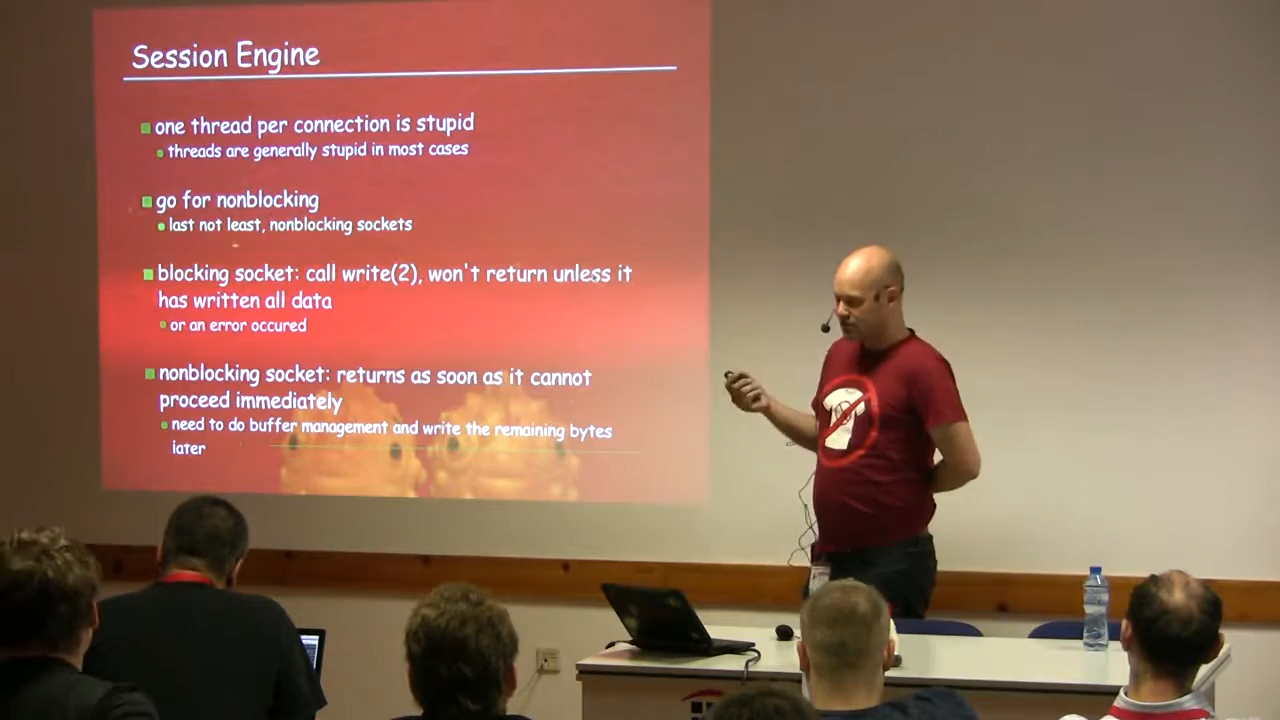 Session Engine
one thread per connection is stupid
threads are generally stupid in most cases
go for nonblocking
last not least, nonblocking sockets
blocking socket: call write(2), won't return unless it
has written all data
or an error occured
nonblocking socket: returns as soon as it cannot
proceed immediately
need to do buffer management and write the remaining bytes
later